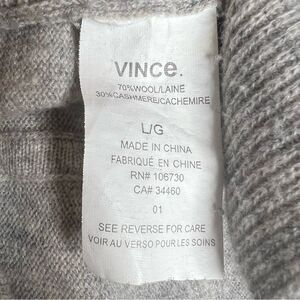 VINCe.
70%WOOL/LAINE
30%CASHMERE/CACHEMIRE
L/G
MADE IN CHINA
FABRIQUÉ EN CHINE
RN# 106730
CA# 34460
01
SEE REVERSE FOR CARE
VOIR AU VERSO POUR LES SOINS